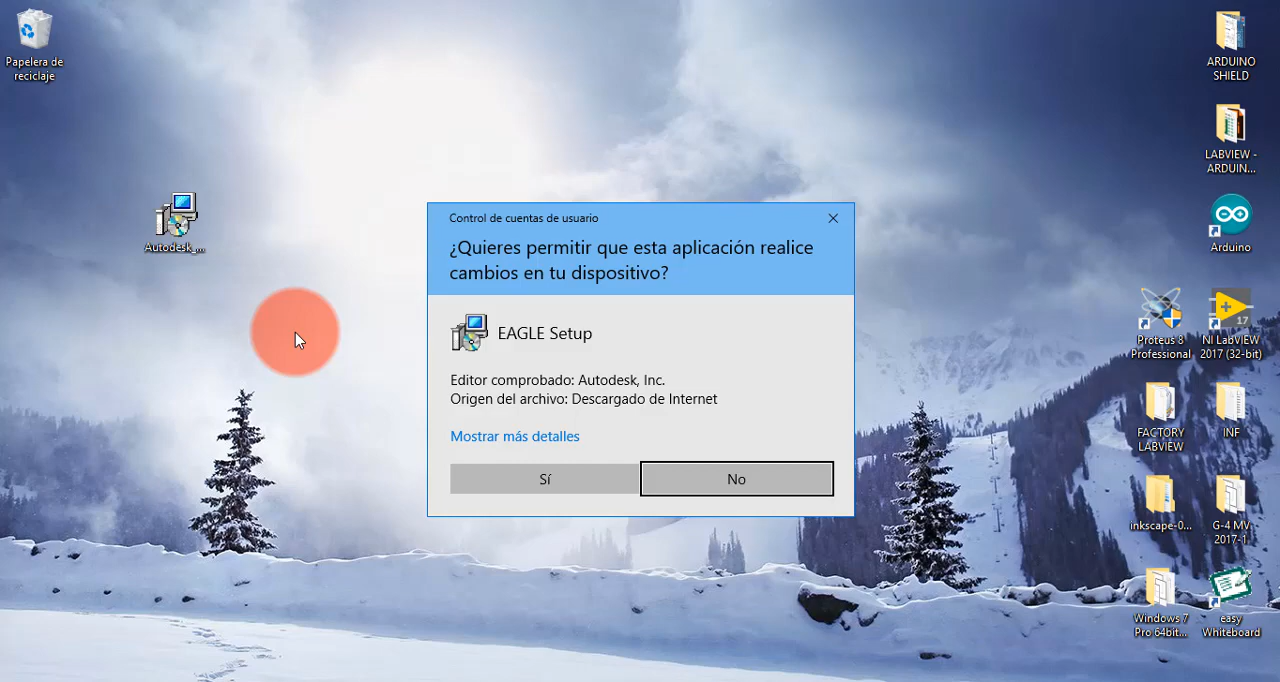 Papelera de
reciclaje
Autodesk_...
Control de cuentas de usuario
¿Quieres permitir que esta aplicación realice
cambios en tu dispositivo?
EAGLE Setup
Editor comprobado: Autodesk, Inc.
Origen del archivo: Descargado de Internet
Mostrar más detalles
Sí
No
ARDUINO
SHIELD
LABVIEW -
ARDUIN...
Arduino
Proteus 8
Professional
17
NI LabVIEW
2017 (32-bit)
FACTORY
LABVIEW
INF
inkscape-0...
G-4 MV
2017-1
Windows 7
Pro 64bit...
easy
Whiteboard